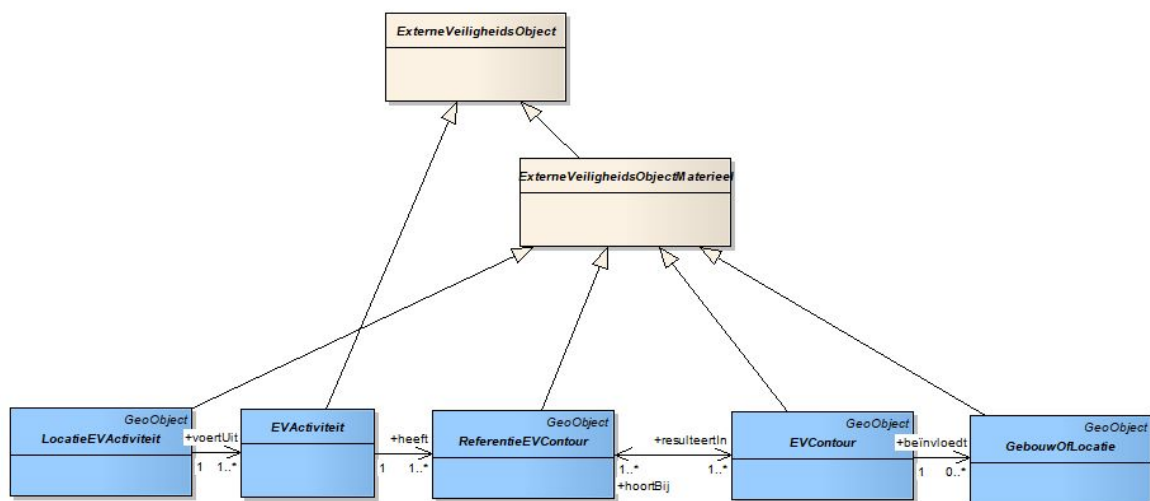 ExterneVeiligheidsObject
ExterneVeiligheidsObjectMaterieel
GeoObject
LocatieEVActiviteit
+voertUit
1 1..*
EVActiviteit
+heeft
1 1..*
GeoObject
ReferentieEVContour
+resulteertIn
1..* 1..*
+hoortBij
GeoObject
EVContour
+beïnvloedt
1 0..*
GeoObject
GebouwOfLocatie